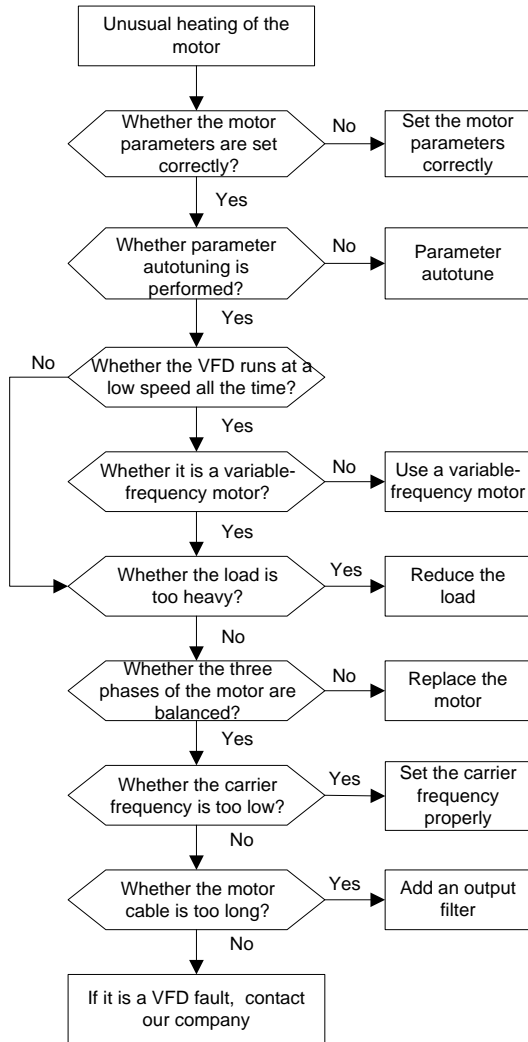 Unusual heating of the
motor
Whether the motor
parameters are set
correctly?
No
Set the motor
parameters
correctly
Yes
Whether parameter
autotuning is
performed?
No
Parameter
autotune
Yes
No
Whether the VFD runs at a
low speed all the time?
Yes
Whether it is a variable-
frequency motor?
No
Use a variable-
frequency motor
Yes
Whether the load is
too heavy?
Yes
Reduce the
load
No
Whether the three
phases of the motor are
balanced?
No
Replace the
motor
Yes
Whether the carrier
frequency is too low?
Yes
Set the carrier
frequency
properly
No
Whether the motor
cable is too long?
Yes
Add an output
filter
No
If it is a VFD fault, contact
our company